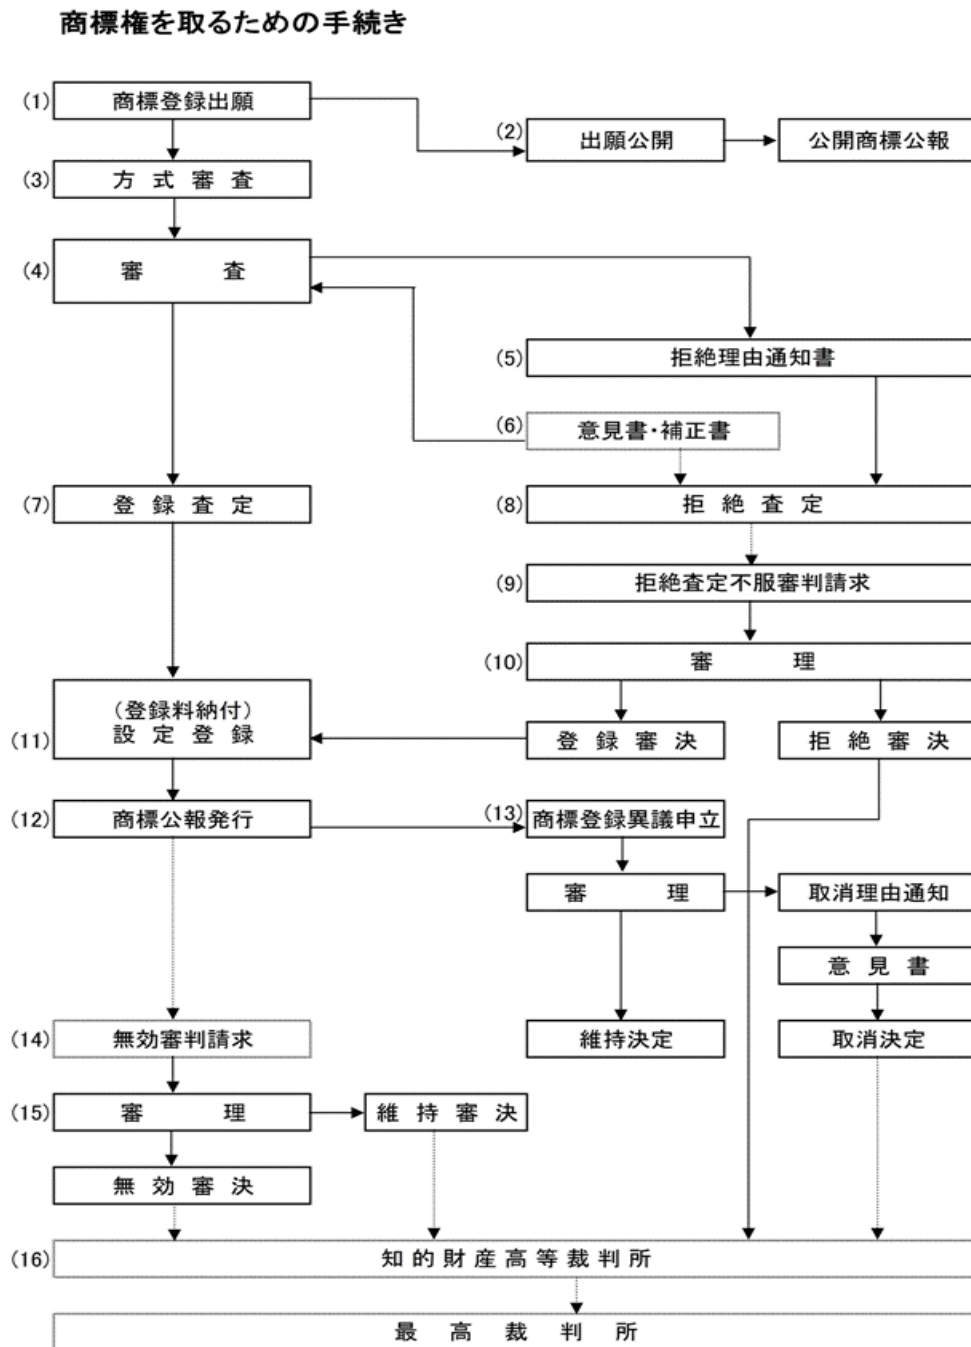 商標権を取るための手続き
(1) 商標登録出願
(2) 出願公開
公開商標公報
(3) 方式審査
(4) 審査
(5) 拒絶理由通知書
(6) 意見書・補正書
(7) 登録査定
(8) 拒絶査定
(9) 拒絶査定不服審判請求
(10) 審理
(登録料納付)
(11) 設定登録
登録審決
拒絶審決
(12) 商標公報発行
(13) 商標登録異議申立
審理
取消理由通知
意見書
(14) 無効審判請求
維持決定
取消決定
(15) 審理
維持審決
無効審決
(16) 知的財産高等裁判所
最高裁判所